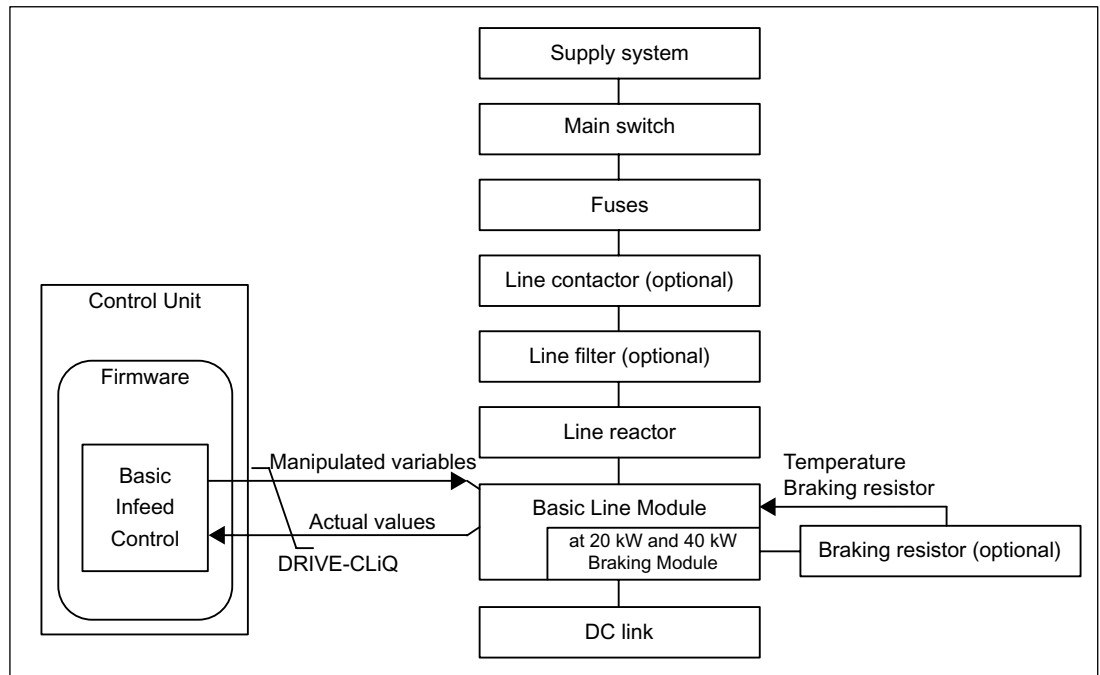 Supply system
Main switch
Fuses
Line contactor (optional)
Line filter (optional)
Line reactor
Control Unit
Firmware
Basic
Infeed
Control
Manipulated variables
Actual values
DRIVE-CLiQ
Basic Line Module
at 20 kW and 40 kW
Braking Module
Temperature
Braking resistor
Braking resistor (optional)
DC link